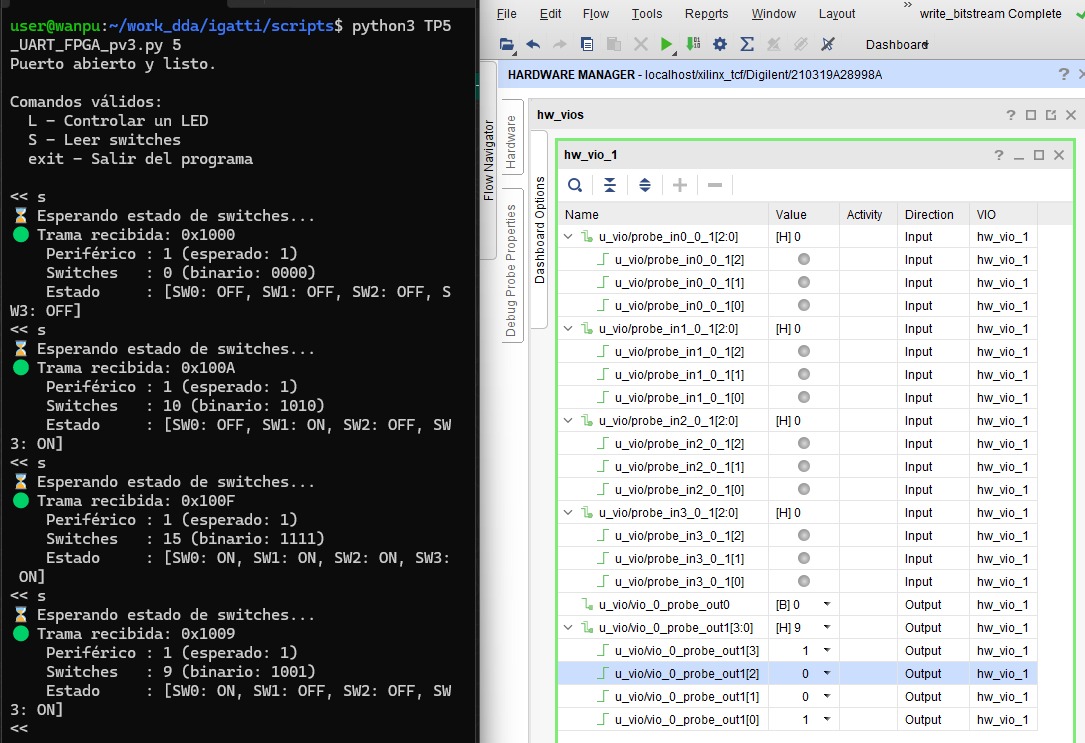 user@wanpu:~/work_dda/igatti/scripts$ python3 TP5
_UART_FPGA_pv3.py 5
Puerto abierto y listo.
Comandos válidos:
L – Controlar un LED
S – Leer switches
exit – Salir del programa
<< s
Esperando estado de switches...
Trama recibida: 0x1000
Periférico : 1 (esperado: 1)
Switches : 0 (binario: 0000)
Estado : [SW0: OFF, SW1: OFF, SW2: OFF, S
W3: OFF]
<< s
Esperando estado de switches...
Trama recibida: 0x100A
Periférico : 1 (esperado: 1)
Switches : 10 (binario: 1010)
Estado : [SW0: OFF, SW1: ON, SW2: OFF, SW
3: ON]
<< s
Esperando estado de switches...
Trama recibida: 0x100F
Periférico : 1 (esperado: 1)
Switches : 15 (binario: 1111)
Estado : [SW0: ON, SW1: ON, SW2: ON, SW3:
ON]
<< s
Esperando estado de switches...
Trama recibida: 0x1009
Periférico : 1 (esperado: 1)
Switches : 9 (binario: 1001)
Estado : [SW0: ON, SW1: OFF, SW2: OFF, SW
3: ON]
<<
File Edit Flow Tools Reports Window Layout » write_bitstream Complete
Dashboard
HARDWARE MANAGER - localhost/xilinx_tcf/Digilent/210319A28998A
Flow Navigator
Hardware
Debug Probe Properties
Dashboard Options
hw_vios
hw_vio_1
Name Value Activity Direction VIO
u_vio/probe_in0_0_1[2:0] [H] 0 Input hw_vio_1
u_vio/probe_in0_0_1[2] Input hw_vio_1
u_vio/probe_in0_0_1[1] Input hw_vio_1
u_vio/probe_in0_0_1[0] Input hw_vio_1
u_vio/probe_in1_0_1[2:0] [H] 0 Input hw_vio_1
u_vio/probe_in1_0_1[2] Input hw_vio_1
u_vio/probe_in1_0_1[1] Input hw_vio_1
u_vio/probe_in1_0_1[0] Input hw_vio_1
u_vio/probe_in2_0_1[2:0] [H] 0 Input hw_vio_1
u_vio/probe_in2_0_1[2] Input hw_vio_1
u_vio/probe_in2_0_1[1] Input hw_vio_1
u_vio/probe_in2_0_1[0] Input hw_vio_1
u_vio/probe_in3_0_1[2:0] [H] 0 Input hw_vio_1
u_vio/probe_in3_0_1[2] Input hw_vio_1
u_vio/probe_in3_0_1[1] Input hw_vio_1
u_vio/probe_in3_0_1[0] Input hw_vio_1
u_vio/vio_0_probe_out0 [B] 0 Output hw_vio_1
u_vio/vio_0_probe_out1[3:0] [H] 9 Output hw_vio_1
u_vio/vio_0_probe_out1[3] 1 Output hw_vio_1
u_vio/vio_0_probe_out1[2] 0 Output hw_vio_1
u_vio/vio_0_probe_out1[1] 0 Output hw_vio_1
u_vio/vio_0_probe_out1[0] 1 Output hw_vio_1